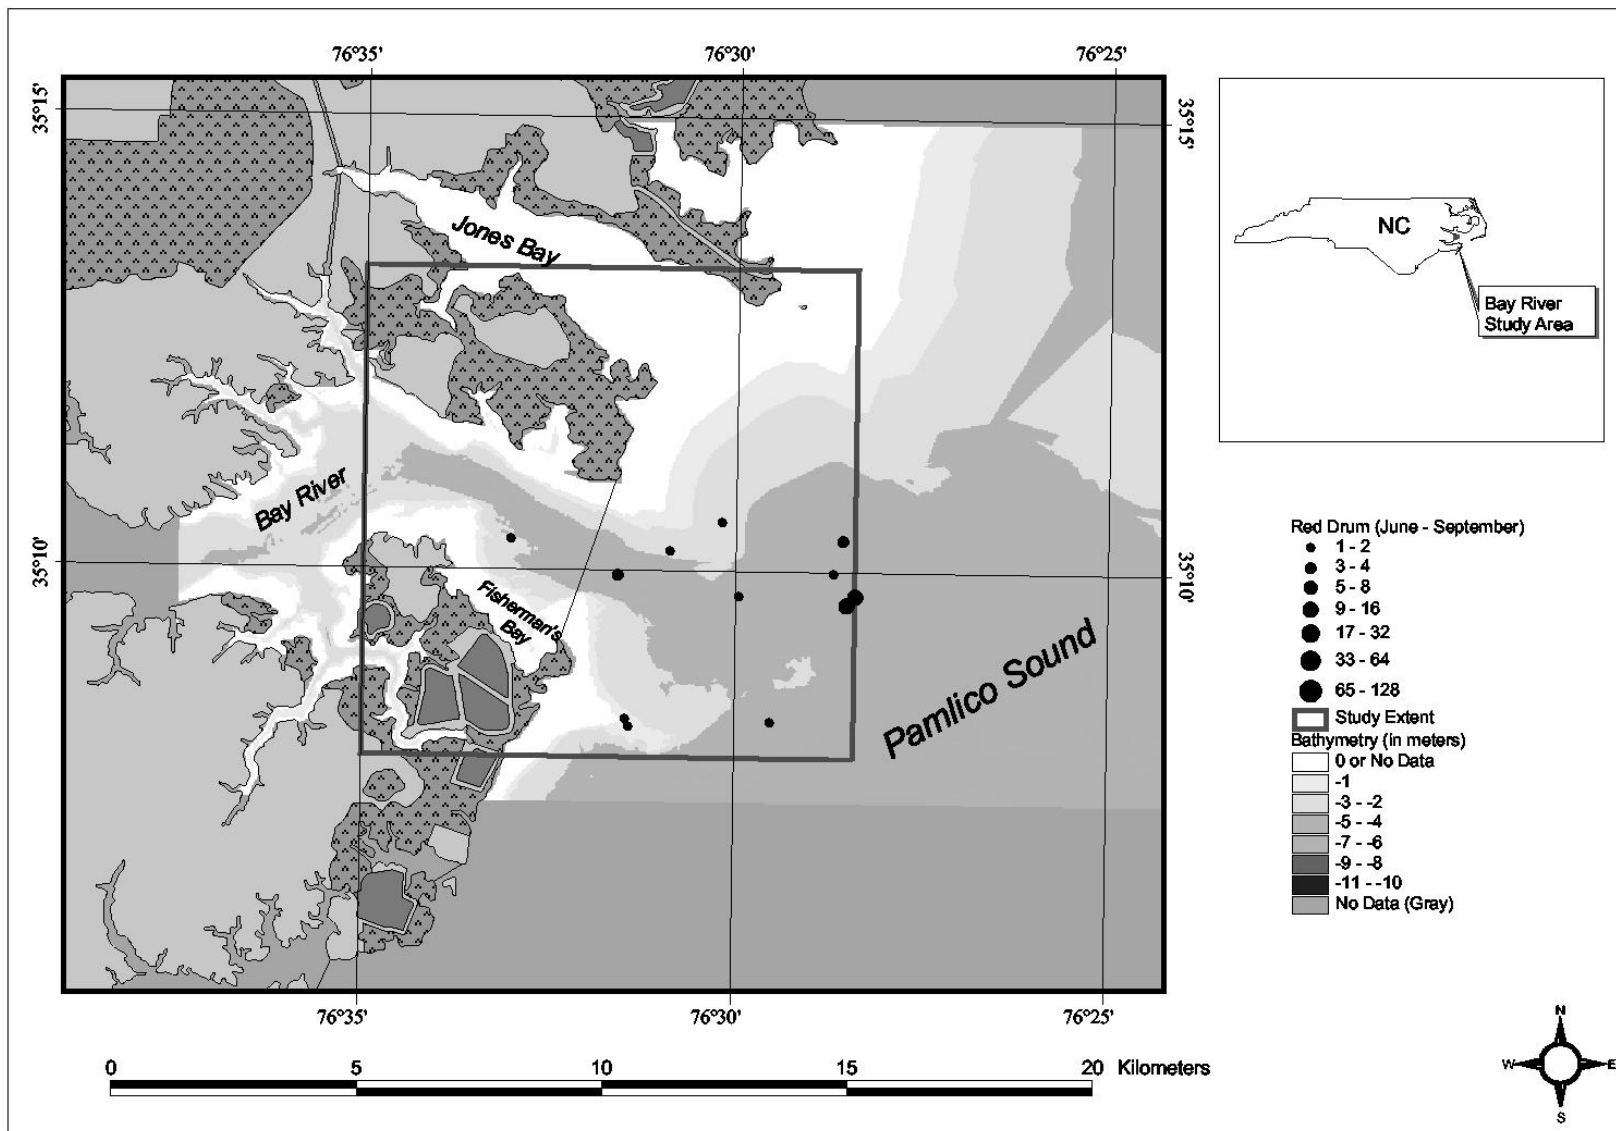 76°35'
76°30'
76°25'
35°15'
35°15'
Jones Bay
Bay River
35°10'
35°10'
Fisherman's
Bay
Pamlico Sound
76°35'
76°30'
76°25'
0
5
10
15
20
Kilometers
NC
Bay River
Study Area
Red Drum (June - September)
1 - 2
3 - 4
5 - 8
9 - 16
17 - 32
33 - 64
65 - 128
Study Extent
Bathymetry (in meters)
0 or No Data
-1
-3 - -2
-5 - -4
-7 - -6
-9 - -8
-11 - -10
No Data (Gray)
N
W
E
S